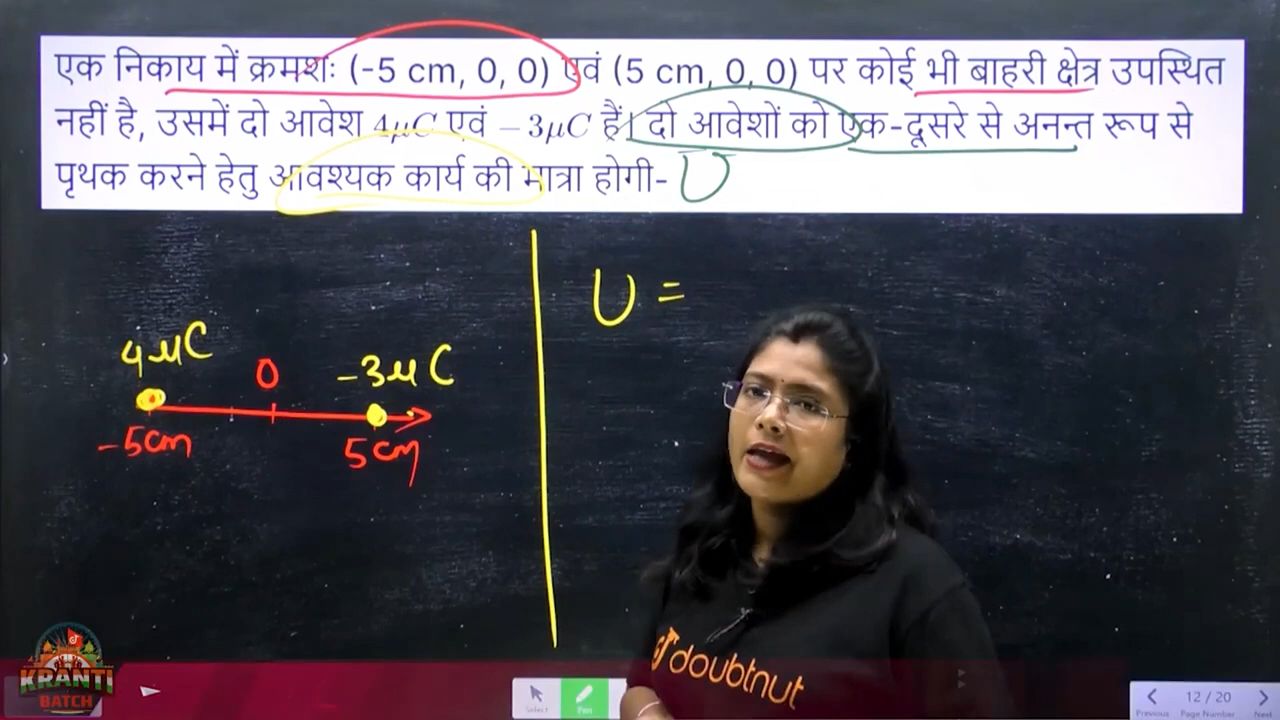 एक निकाय में क्रमशः (-5 cm, 0, 0) एवं (5 cm, 0, 0) पर कोई भी बाहरी क्षेत्र उपस्थित
नहीं है, उसमें दो आवेश 4μC एवं – 3μC हैं। दो आवेशों को एक-दूसरे से अनन्त रूप से
पृथक करने हेतु आवश्यक कार्य की मात्रा होगी- U
U =
4μC
0
-3μC
-5cm
5cm
doubtnut
KRANTI
BATCH
Select
Pen
Previous
12 / 20
Page Number
Next